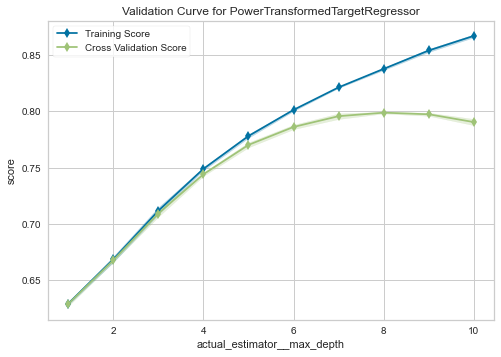 Validation Curve for PowerTransformedTargetRegressor
Training Score
Cross Validation Score
score
0.85
0.80
0.75
0.70
0.65
2 4 6 8 10
actual_estimator__max_depth